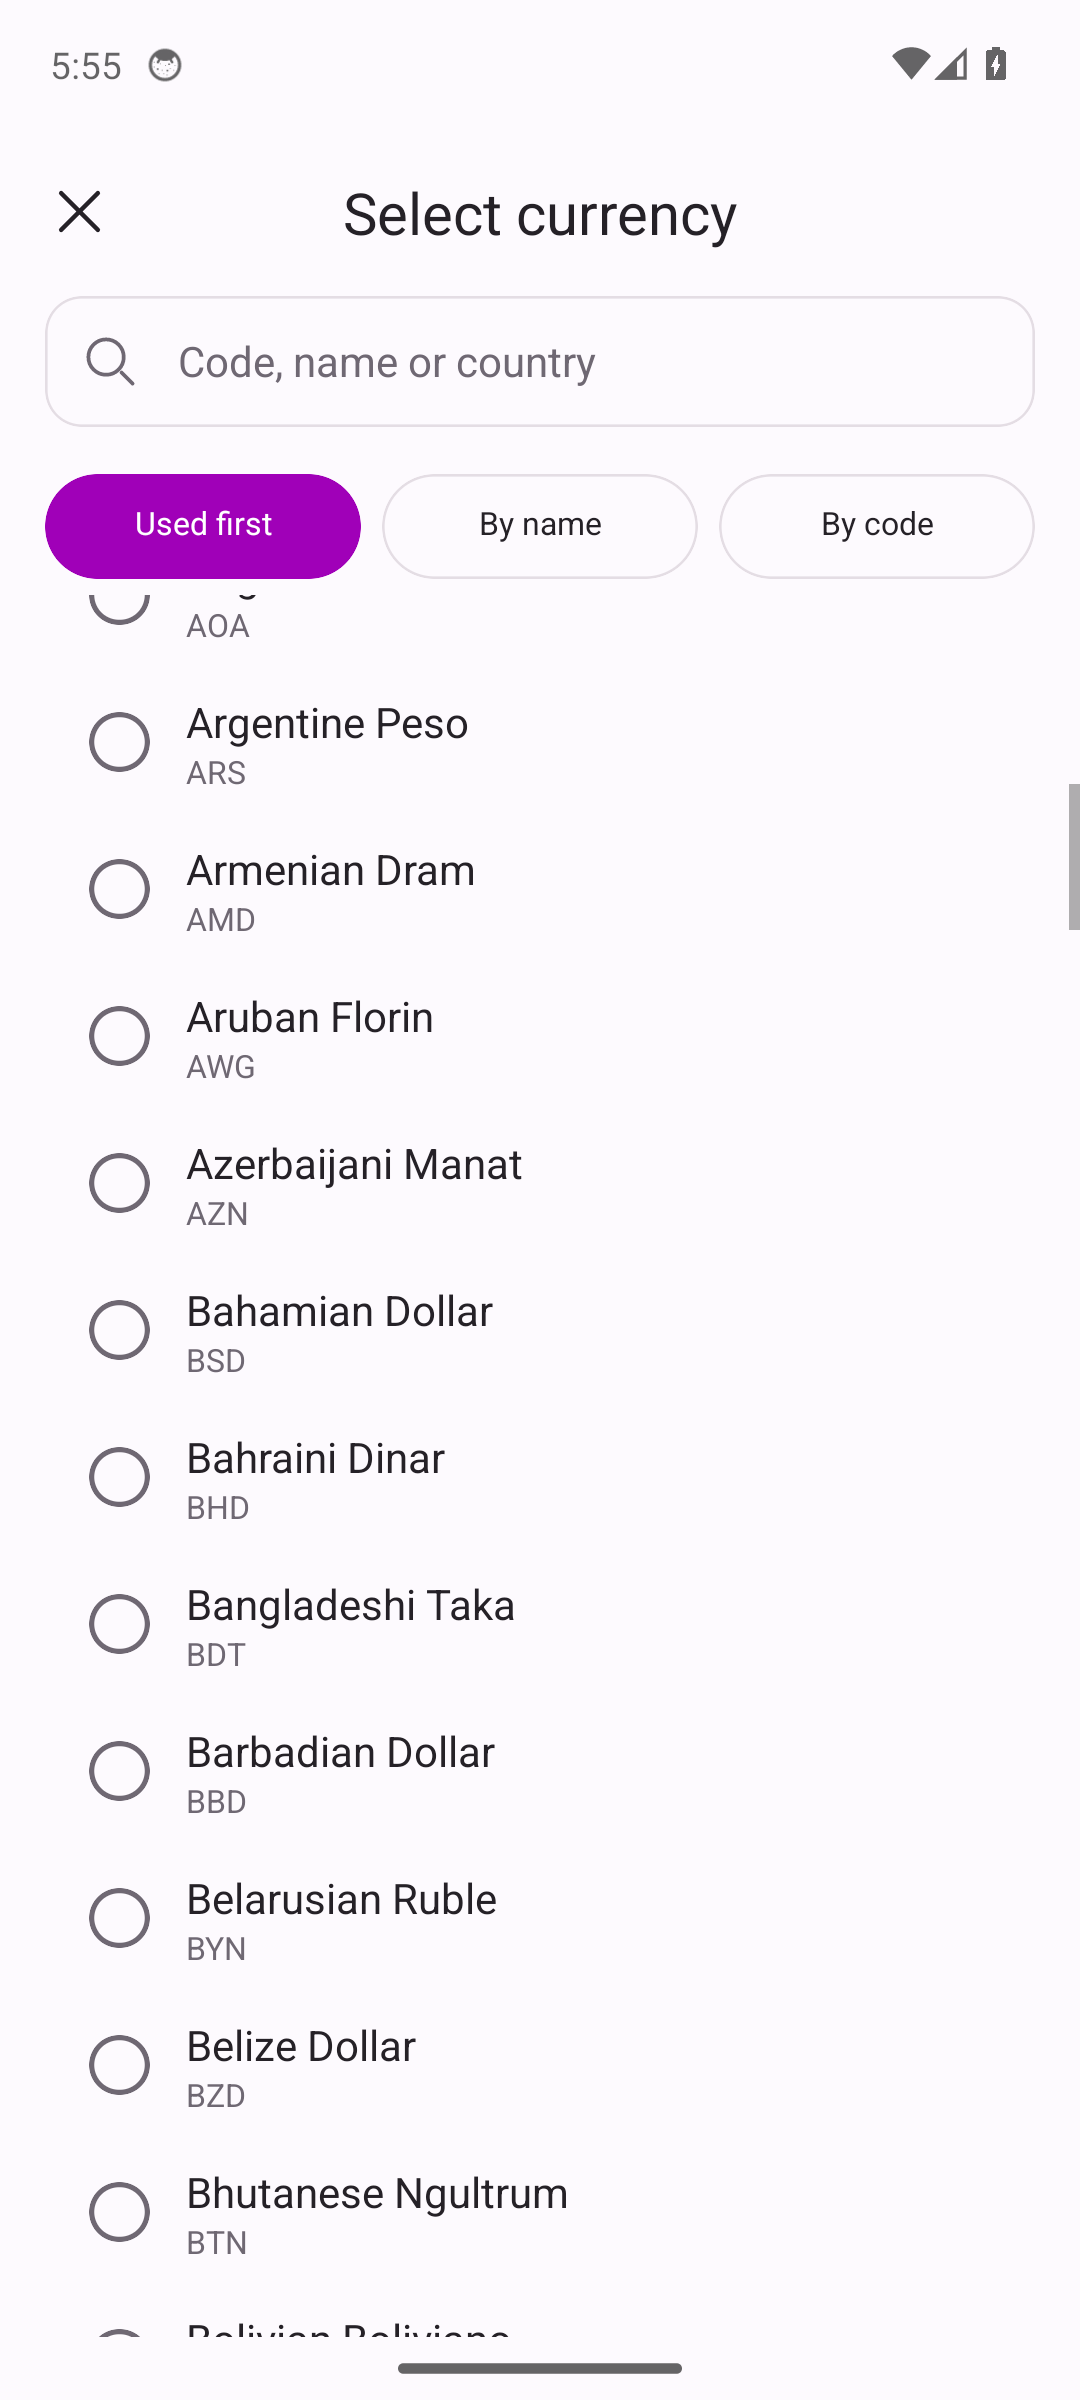 5:55
Select currency
Code, name or country
Used first
By name
By code
AOA
Argentine Peso
ARS
Armenian Dram
AMD
Aruban Florin
AWG
Azerbaijani Manat
AZN
Bahamian Dollar
BSD
Bahraini Dinar
BHD
Bangladeshi Taka
BDT
Barbadian Dollar
BBD
Belarusian Ruble
BYN
Belize Dollar
BZD
Bhutanese Ngultrum
BTN
Bolivian Boliviano